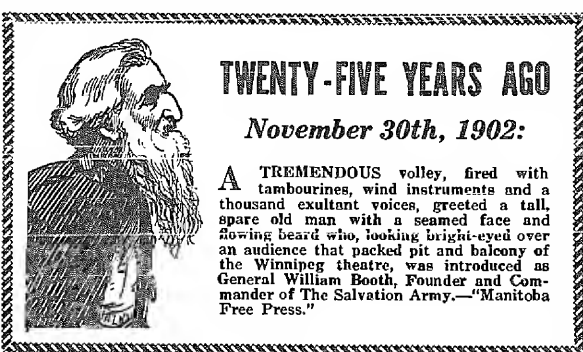 TWENTY-FIVE YEARS AGO
November 30th, 1902:
A TREMENDOUS volley, fired with
tambourines, wind instruments and a
thousand exultant voices, greeted a tall,
spare old man with a seamed face and
flowing beard who, looking bright-eyed over
an audience that packed pit and balcony of
the Winnipeg theatre, was introduced as
General William Booth, Founder and Com-
mander of The Salvation Army.—"Manitoba
Free Press."